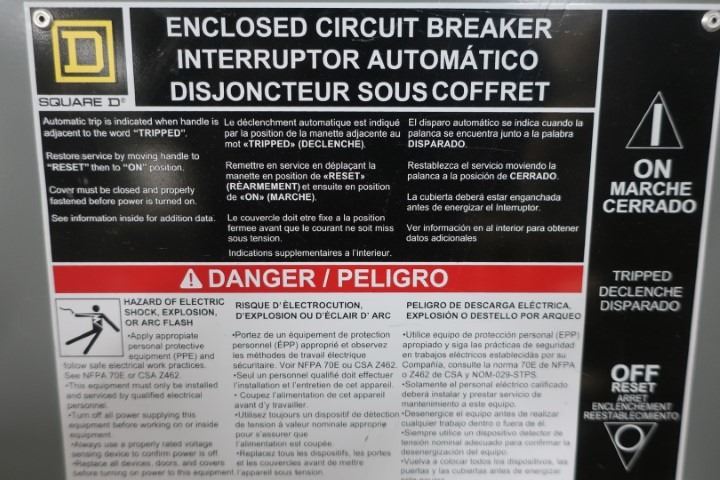 ENCLOSED CIRCUIT BREAKER
INTERRUPTOR AUTOMÁTICO
DISJONCTEUR SOUS COFFRET
D
SQUARE D
Automatic trip is indicated when handle is
adjacent to the word "TRIPPED".
Restore service by moving handle to
"RESET" then to "ON" position.
Cover must be closed and properly
fastened before power is turned on.
See information inside for addition data.
Le déclenchment automatique est indiqué
par la position de la manette adjacente au
mot «TRIPPED» (DECLENCHE).
Remettre en service en déplaçant la
manette en position de «RESET»
(RÉARMEMENT) et ensuite en position
de «ON» (MARCHE).
Le couvercle doit etre fixe a la position
fermee avant que le courant ne soit miss
sous tension.
Indications supplementaires a l'interieur.
El disparo automático se indica cuando la
palanca se encuentra junto a la palabra
DISPARADO.
Restablezca el servicio moviendo la
palanca a la posición de CERRADO.
La cubierta deberá estar enganchada
antes de energizar el Interruptor.
Ver información en al interior para obtener
datos adicionales
ON
MARCHE
CERRADO
TRIPPED
DECLENCHE
DISPARADO
OFF
RESET
ARRET
ENCLENCHEMENT
REESTABLECIMIENTO
DANGER / PELIGRO
HAZARD OF ELECTRIC
SHOCK, EXPLOSION,
OR ARC FLASH
•Apply appropiate
personal protective
equipment (PPE) and
follow safe electrical work practices.
See NFPA 70E or CSA Z462.
•This equipment must only be installed
and serviced by qualified electrical
personnel.
•Turn off all power supplying this
equipment before working on or inside
equipment.
•Always use a properly rated voltage
sensing device to confirm power is off.
•Replace all devices, doors, and covers
before turning on power to this equipment.
RISQUE D'ÉLECTROCUTION,
D'EXPLOSION OU D'ÉCLAIR D' ARC
•Portez de un équipement de protection
personnel (ÉPP) approprié et observez
les méthodes de travail électrique
sécuritaire. Voir NFPA 70E ou CSA Z462.
•Seul un personnel qualifié doit effectuer
l'installation et l'entretien de cet appareil.
• Coupez l'alimentation de cet appareil
avant d'y travailler.
•Utilisez toujours un dispositif de détection
de tension à valeur nominale approprie
pour s'assurer que
l'alimentation est coupée.
•Replacez tous les dispositifs, les portes
et les couvercles avant de mettre
l'appareil sous tension.
PELIGRO DE DESCARGA ELÉCTRICA,
EXPLOSIÓN O DESTELLO POR ARQUEO
•Utilice equipo de protección personal (EPP)
apropiado y siga las prácticas de seguridad
en trabajos eléctricos establecidas por su
Compañía, consulte la norma 70E de NFPA
o Z462 de CSA y NOM-029-STPS.
•Solamente el personal eléctrico calificado
deberá instalar y prestar servicio de
mantenimiento a este equipo.
•Desenergice el equipo antes de realizar
cualquier trabajo dentro o fuera de él.
•Siempre utilice un dispositivo detector de
tensión nominal adecuado para confirmar la
desenergización del equipo.
•Vuelva a colocar todos los dispositivos, las
puertas y las cubiertas antes de energizar